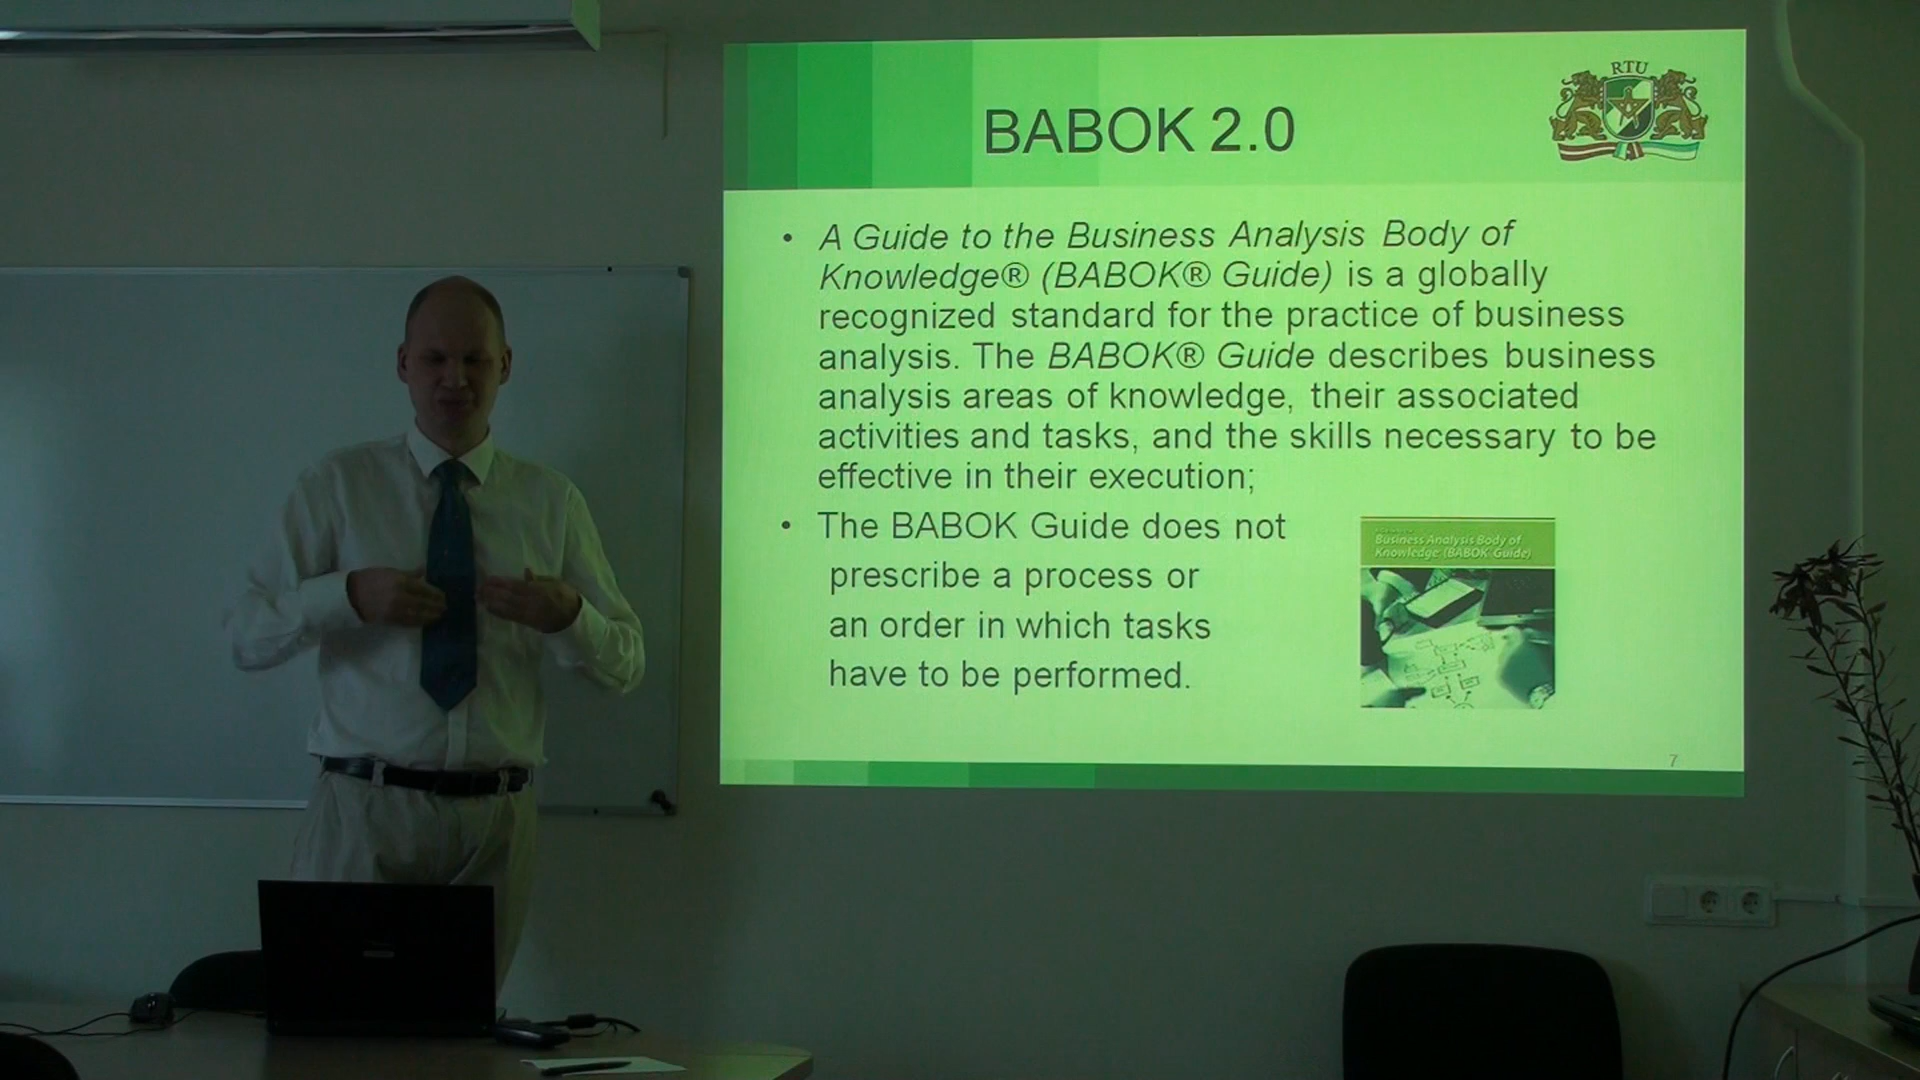 RTU
BABOK 2.0
• A Guide to the Business Analysis Body of
Knowledge® (BABOK® Guide) is a globally
recognized standard for the practice of business
analysis. The BABOK® Guide describes business
analysis areas of knowledge, their associated
activities and tasks, and the skills necessary to be
effective in their execution;
• The BABOK Guide does not
prescribe a process or
an order in which tasks
have to be performed.
Business Analysis Body of
Knowledge (BABOK Guide)
7